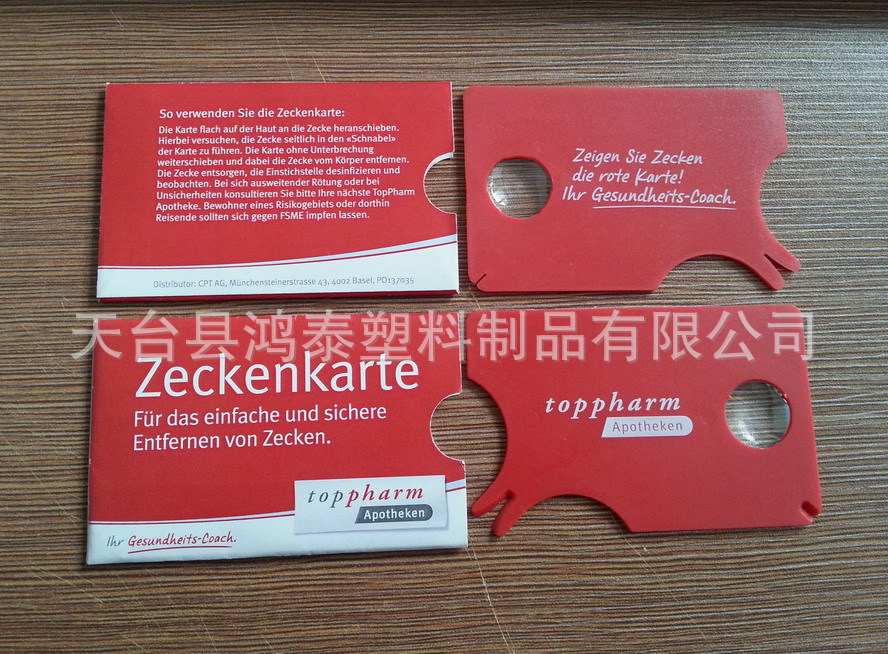 So verwenden Sie die Zeckenkarte:
Die Karte flach auf der Haut an die Zecke heranschieben.
Hierbei versuchen, die Zecke seitlich in den «Schnabel»
der Karte zu führen. Die Karte ohne Unterbrechung
weiterschieben und dabei die Zecke vom Körper entfernen.
Die Zecke entsorgen, die Einstichstelle desinfizieren und
beobachten. Bei sich ausweitender Rötung oder bei
Unsicherheiten konsultieren Sie bitte Ihre nächste TopPharm
Apotheke. Bewohner eines Risikogebiets oder dorthin
Reisende sollten sich gegen FSME impfen lassen.
Distributor: CPT AG, Münchensteinerstrasse 43, 4002 Basel, PO137035
Zeigen Sie Zecken
die rote Karte!
Ihr Gesundheits-Coach.
天台县鸿泰塑料制品有限公司
Zeckenkarte
Für das einfache und sichere
Entfernen von Zecken.
toppharm
Apotheken
Ihr Gesundheits-Coach.
toppharm
Apotheken